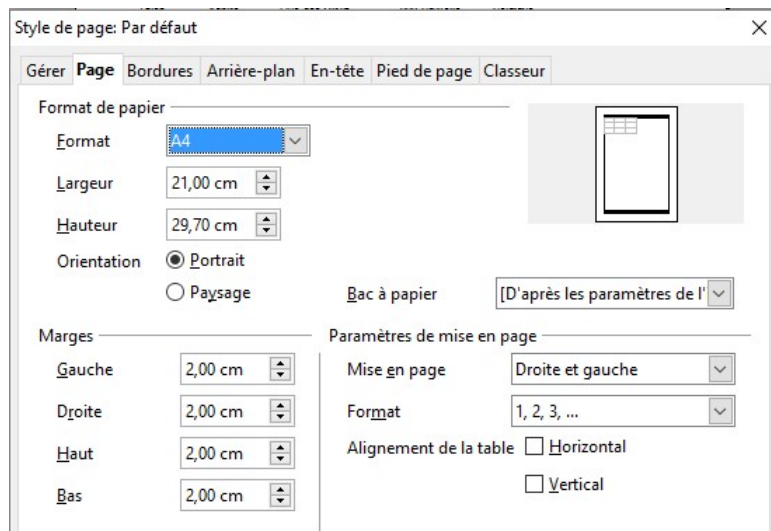 Style de page: Par défaut
Gérer Page Bordures Arrière-plan En-tête Pied de page Classeur
Format de papier
Format A4
Largeur 21,00 cm
Hauteur 29,70 cm
Orientation Portrait
Paysage Bac à papier [D'après les paramètres de l'
Marges Paramètres de mise en page
Gauche 2,00 cm Mise en page Droite et gauche
Droite 2,00 cm Format 1, 2, 3, ...
Haut 2,00 cm Alignement de la table Horizontal
Bas 2,00 cm Vertical